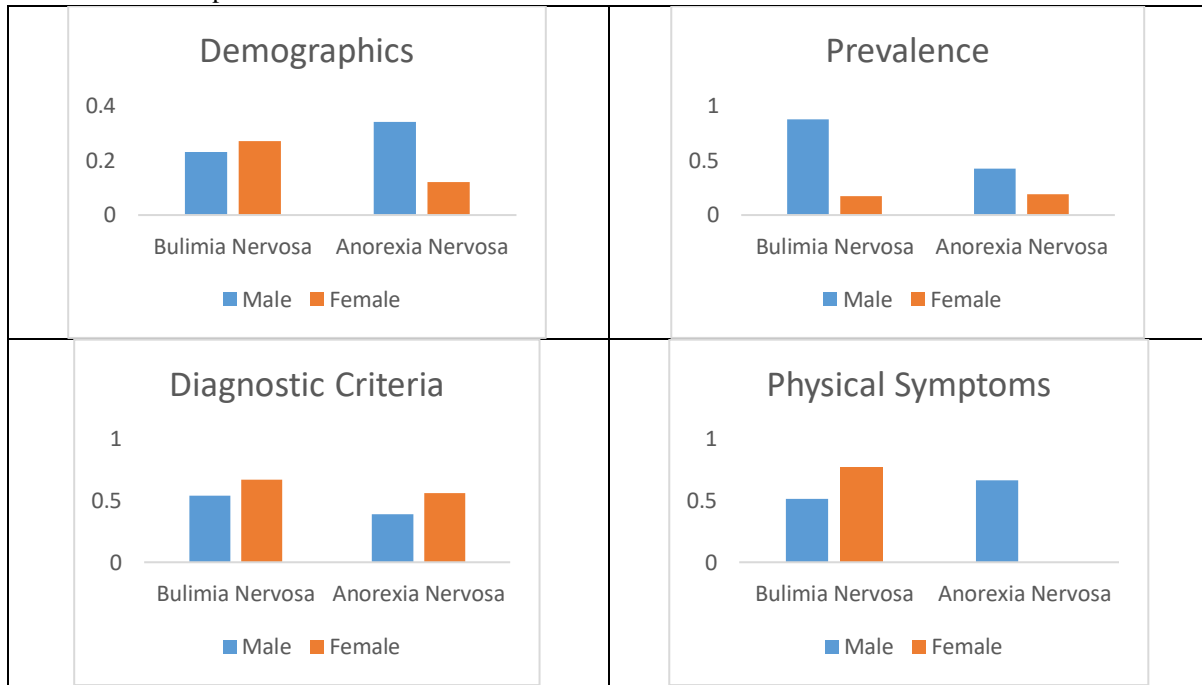 Demographics
0.4
0.2
0
Bulimia Nervosa Anorexia Nervosa
Male Female
Prevalence
1
0.5
0
Bulimia Nervosa Anorexia Nervosa
Male Female
Diagnostic Criteria
1
0.5
0
Bulimia Nervosa Anorexia Nervosa
Male Female
Physical Symptoms
1
0.5
0
Bulimia Nervosa Anorexia Nervosa
Male Female